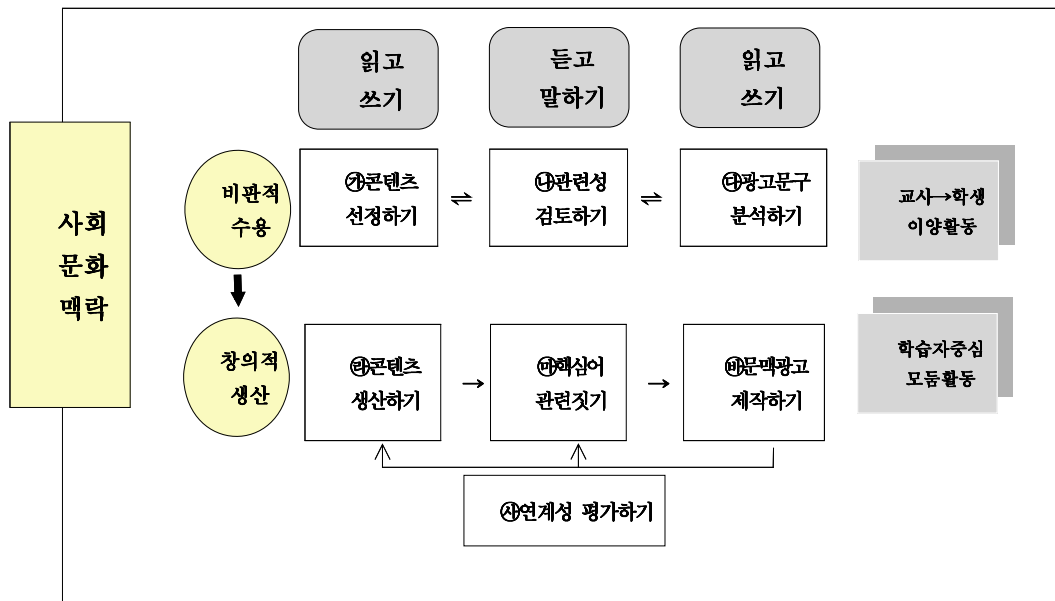 읽고
쓰기
듣고
말하기
읽고
쓰기
사회
문화
맥락
비판적
수용
㉮콘텐츠
선정하기
⇌
㉯관련성
검토하기
⇌
㉰광고문구
분석하기
교사→학생
이양활동
창의적
생산
㉱콘텐츠
생산하기
→
㉲핵심어
관련짓기
→
㉳문맥광고
제작하기
학습자중심
모둠활동
㉴연계성 평가하기